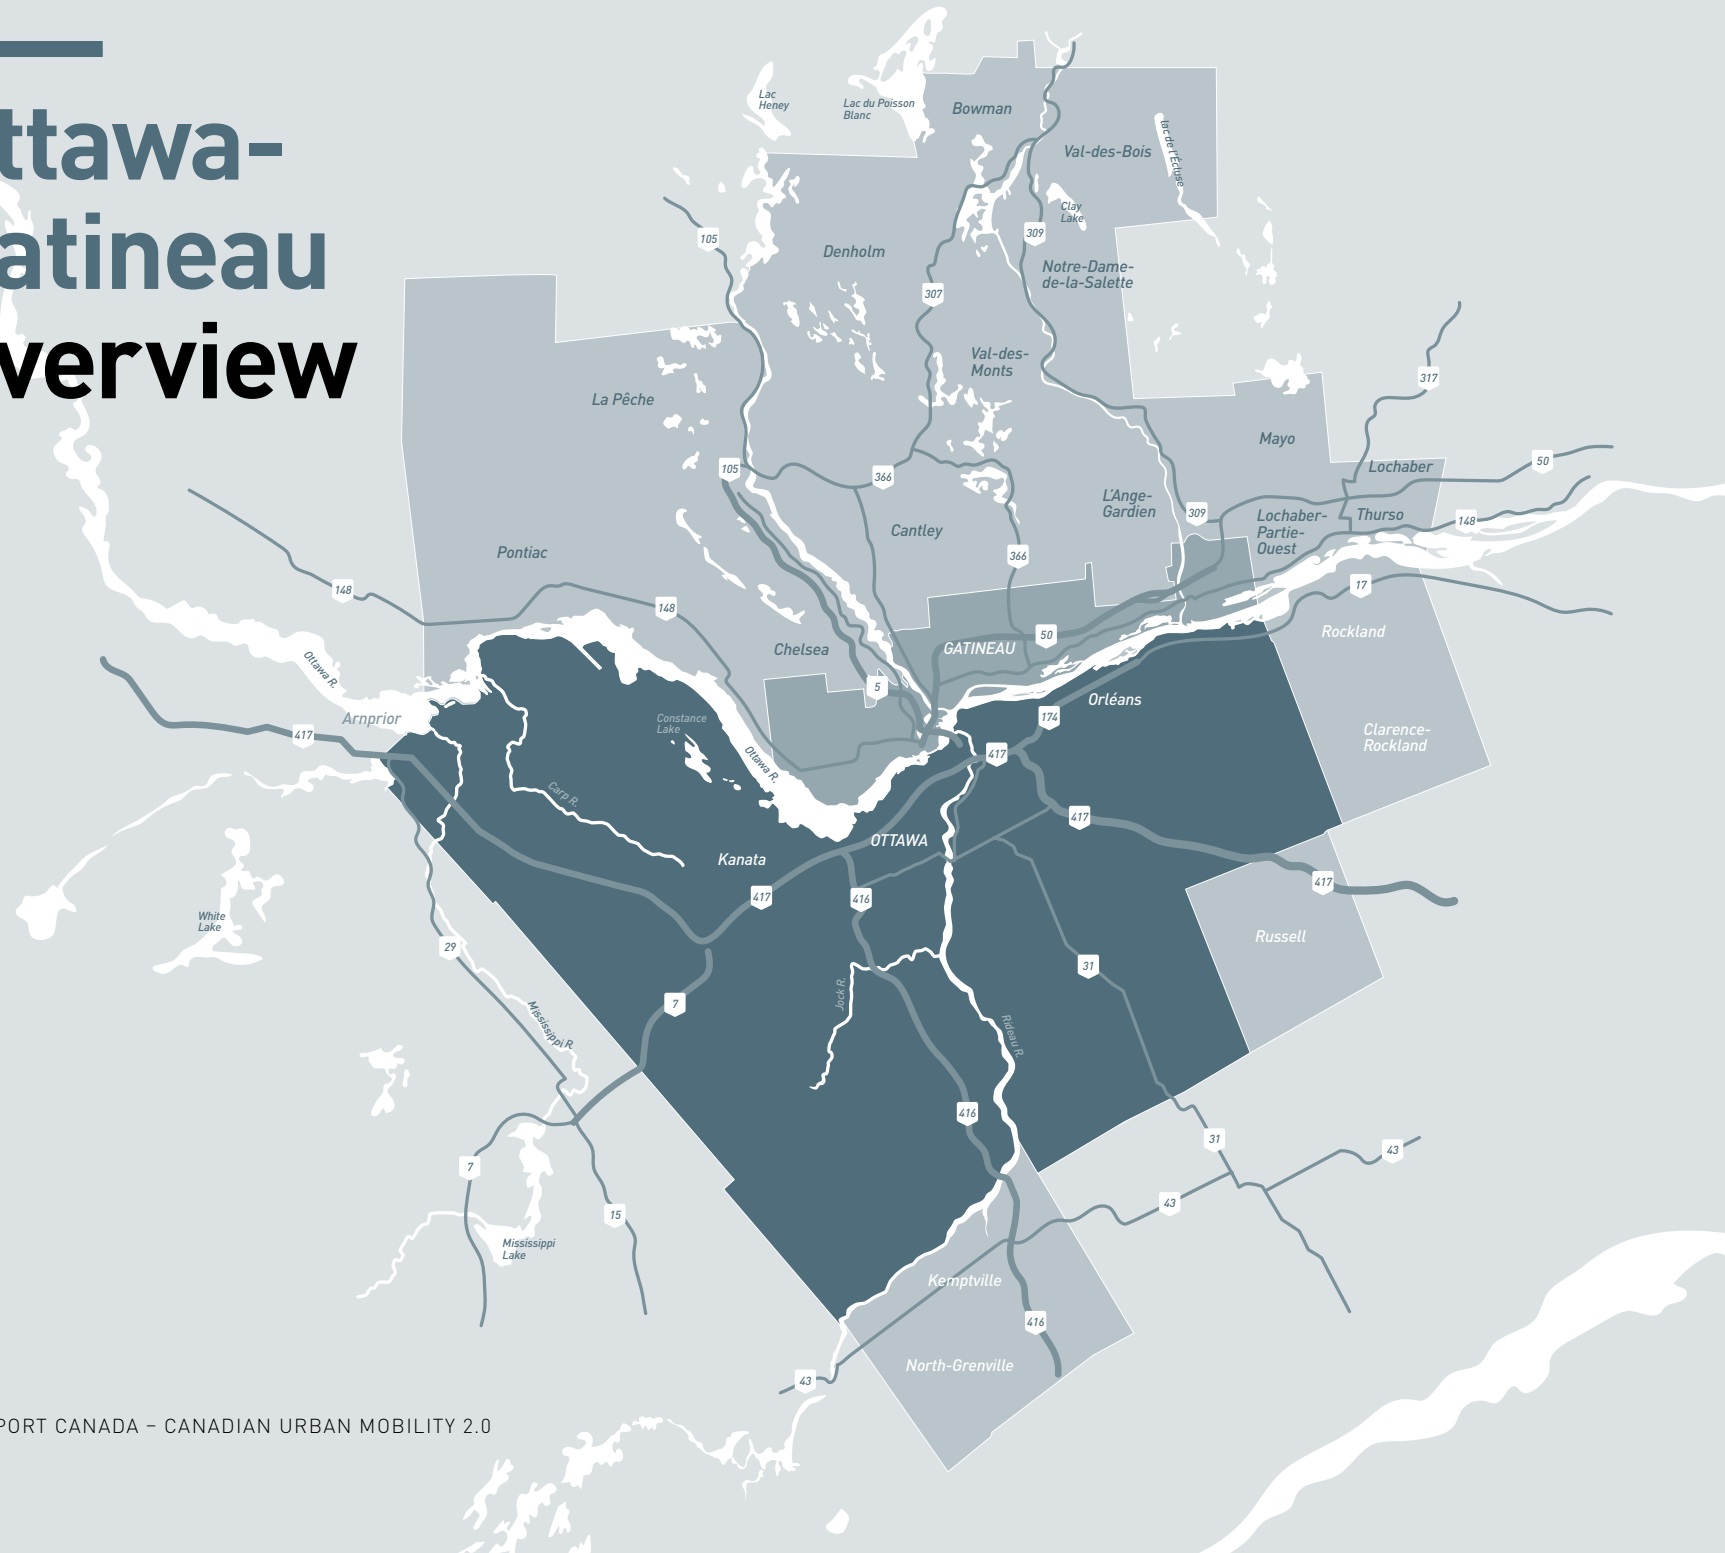 ttawa-
atineau
verview
Lac
Heney
Lac du Poisson
Blanc
Bowman
Val-des-Bois
lac de l'Écluse
Clay
Lake
105
309
Denholm
Notre-Dame-
de-la-Salette
307
Val-des-
Monts
317
La Pêche
Mayo
105
366
Lochaber
50
L'Ange-
Gardien
309
Lochaber-
Partie-
Ouest
Thurso
148
Cantley
Pontiac
366
148
148
17
50
Rockland
GATINEAU
Chelsea
Ottawa R.
5
Orléans
Arnprior
Constance
Lake
174
417
Ottawa R.
417
Clarence-
Rockland
Carp R.
417
OTTAWA
Kanata
417
416
417
White
Lake
29
Russell
31
Jock R.
7
Mississippi R.
Rideau R.
416
31
43
7
43
15
Mississippi
Lake
Kemptville
416
North-Grenville
43
PORT CANADA – CANADIAN URBAN MOBILITY 2.0